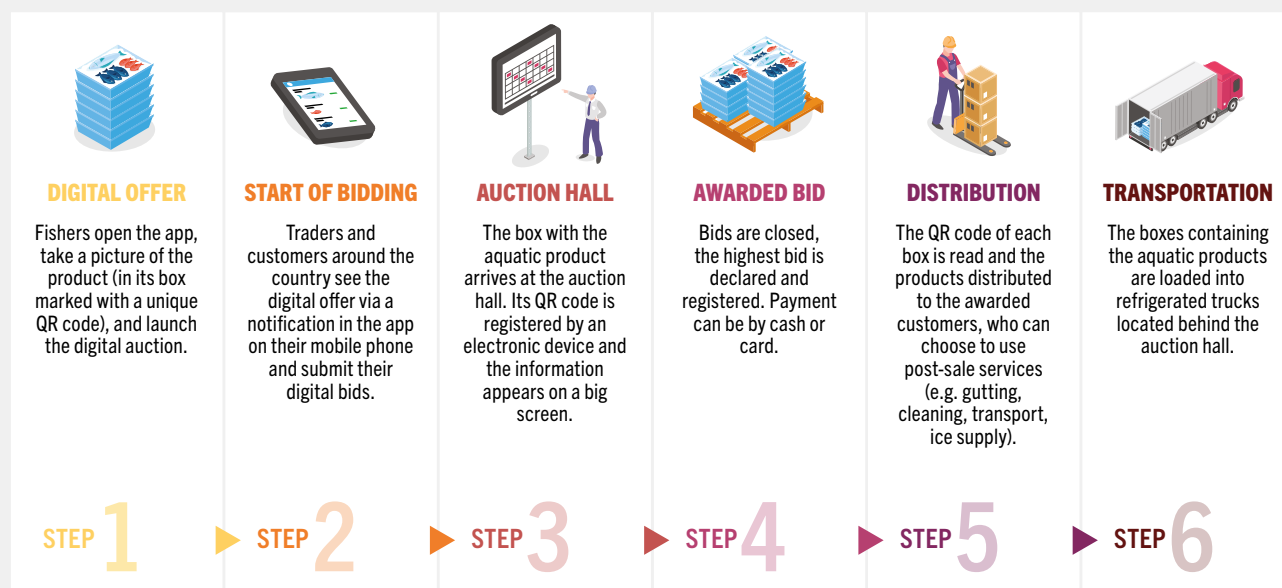 DIGITAL OFFER
Fishers open the app,
take a picture of the
product (in its box
marked with a unique
QR code), and launch
the digital auction.
STEP 1
START OF BIDDING
Traders and
customers around the
country see the
digital offer via a
notification in the app
on their mobile phone
and submit their
digital bids.
STEP 2
AUCTION HALL
The box with the
aquatic product
arrives at the auction
hall. Its QR code is
registered by an
electronic device and
the information
appears on a big
screen.
STEP 3
AWARDED BID
Bids are closed,
the highest bid is
declared and
registered. Payment
can be by cash or
card.
STEP 4
DISTRIBUTION
The QR code of each
box is read and the
products distributed
to the awarded
customers, who can
choose to use
post-sale services
(e.g. gutting,
cleaning, transport,
ice supply).
STEP 5
TRANSPORTATION
The boxes containing
the aquatic products
are loaded into
refrigerated trucks
located behind the
auction hall.
STEP 6